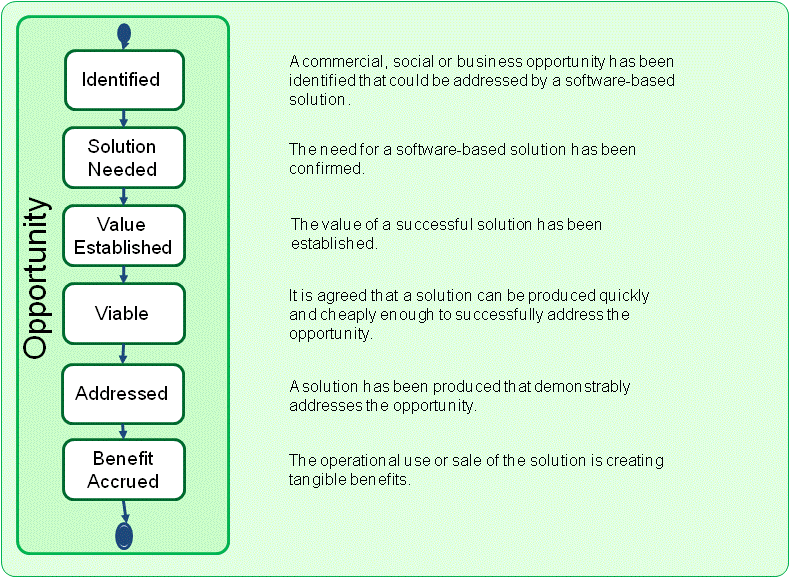 Opportunity
Identified
A commercial, social or business opportunity has been
identified that could be addressed by a software-based
solution.
Solution
Needed
The need for a software-based solution has been
confirmed.
Value
Established
The value of a successful solution has been
established.
Viable
It is agreed that a solution can be produced quickly
and cheaply enough to successfully address the
opportunity.
Addressed
A solution has been produced that demonstrably
addresses the opportunity.
Benefit
Accrued
The operational use or sale of the solution is creating
tangible benefits.